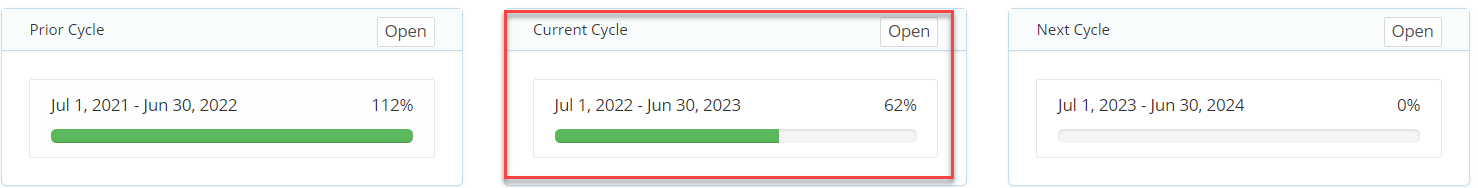 Prior Cycle
Open
Jul 1, 2021 - Jun 30, 2022
112%
Current Cycle
Open
Jul 1, 2022 - Jun 30, 2023
62%
Next Cycle
Open
Jul 1, 2023 - Jun 30, 2024
0%